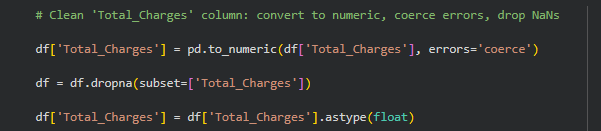 # Clean 'Total_Charges' column: convert to numeric, coerce errors, drop NaNs
df['Total_Charges'] = pd.to_numeric(df['Total_Charges'], errors='coerce')
df = df.dropna(subset=['Total_Charges'])
df['Total_Charges'] = df['Total_Charges'].astype(float)